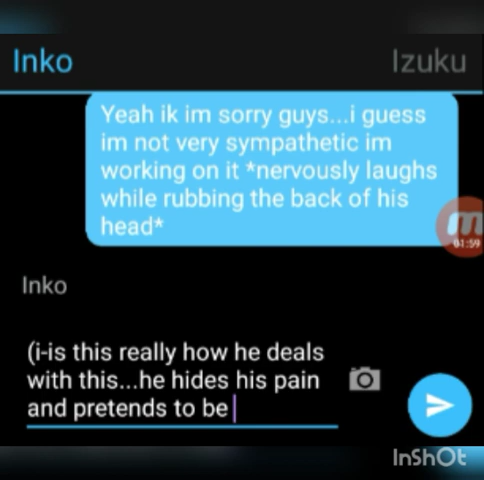 Inko Izuku
Yeah ik im sorry guys...i guess
im not very sympathetic im
working on it *nervously laughs
while rubbing the back of his
head*
01:59
Inko
(i-is this really how he deals
with this...he hides his pain
and pretends to be
InShOt